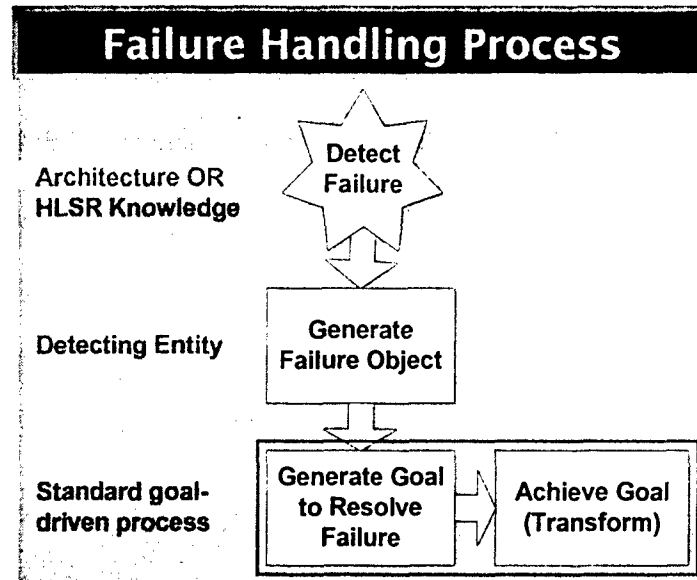 Failure Handling Process
Detect
Failure
Architecture OR
HLSR Knowledge
Generate
Failure Object
Detecting Entity
Generate Goal
to Resolve
Failure
Achieve Goal
(Transform)
Standard goal-
driven process